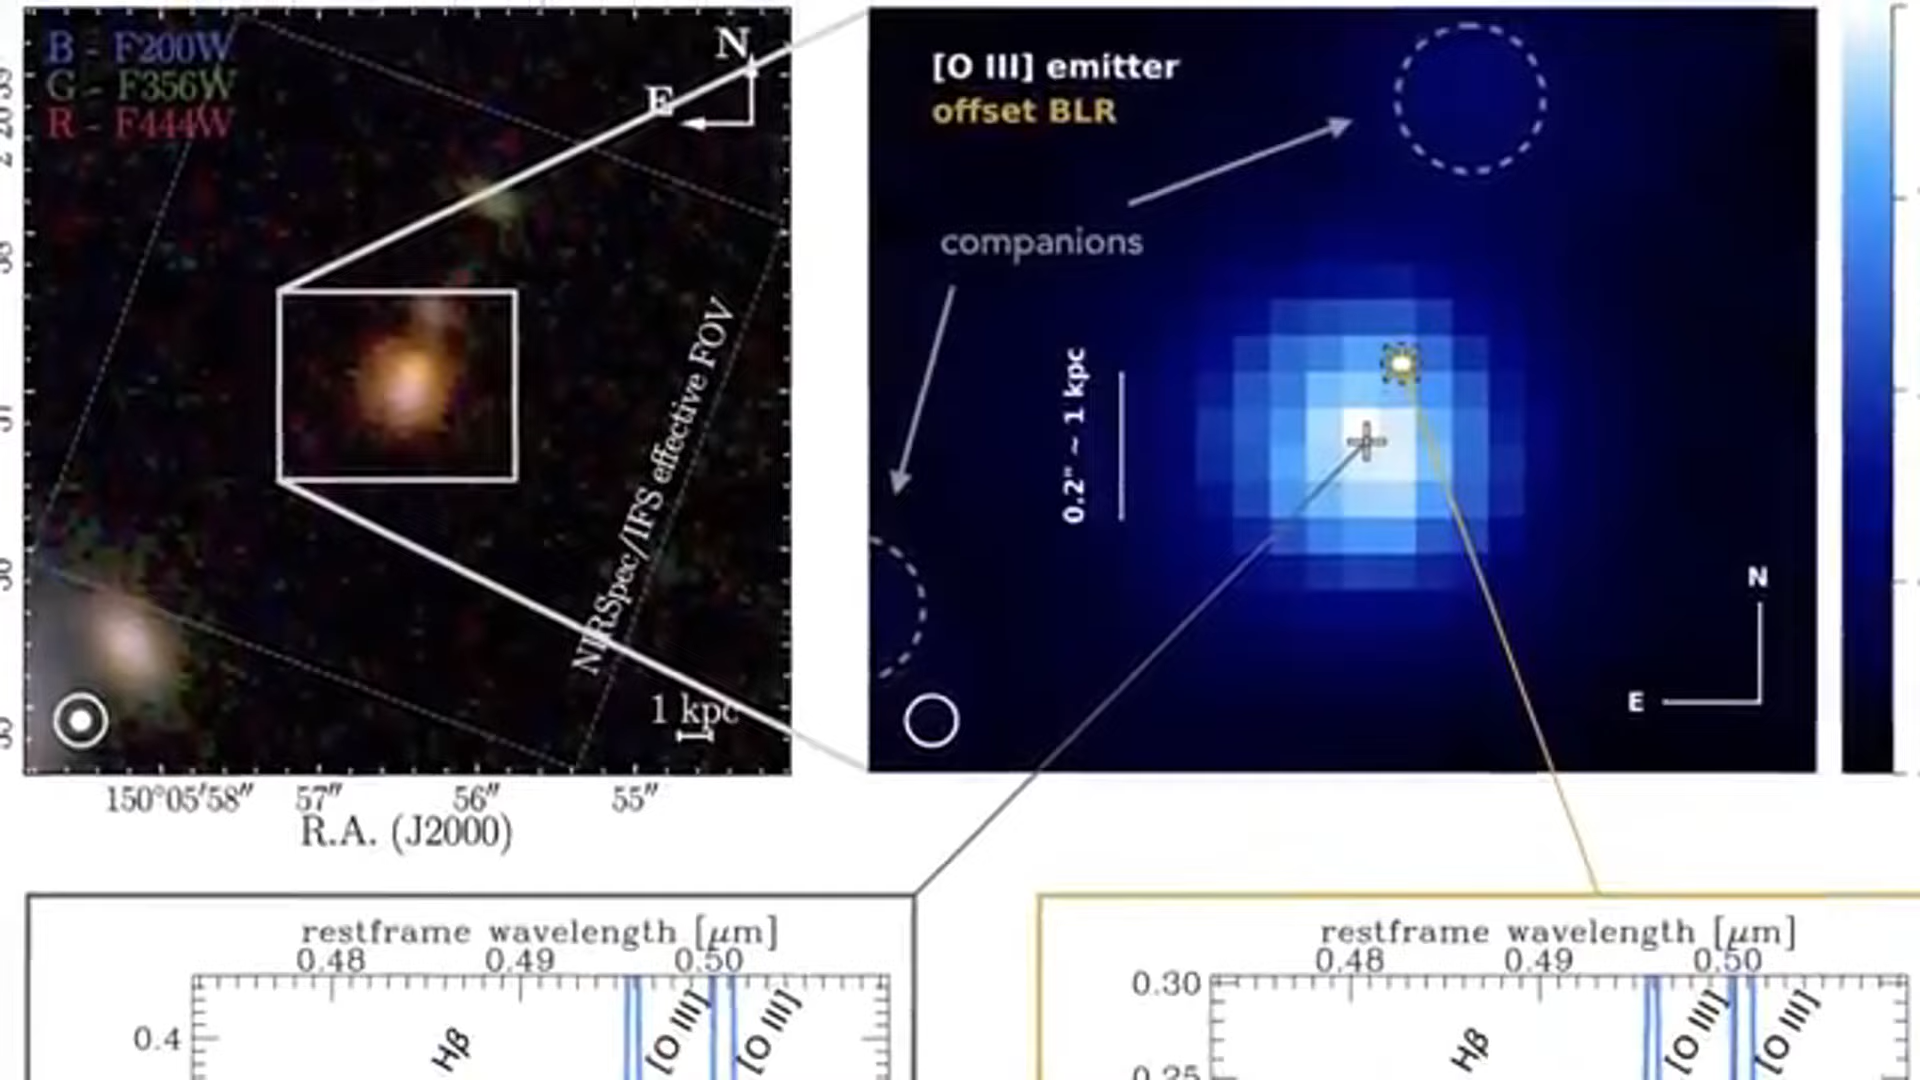 B - F200W
G - F356W
R - F444W
N
E
NIRSpec/IFS effective FOV
1 kpc
150°05′58″ 57″ 56″ 55″
R.A. (J2000)
[O III] emitter
offset BLR
companions
0.2" ~ 1 kpc
N
E
restframe wavelength [μm]
0.48 0.49 0.50
0.4
Hβ [O III] [O III]
restframe wavelength [μm]
0.48 0.49 0.50
0.30
Hβ [O III] [O III]
0.25